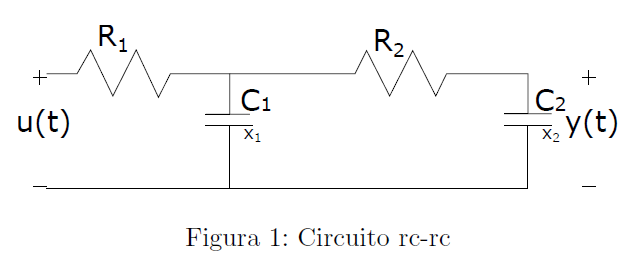 R₁ R₂
+ C₁ C₂ +
u(t) x₁ x₂ y(t)
− −
Figura 1: Circuito rc-rc